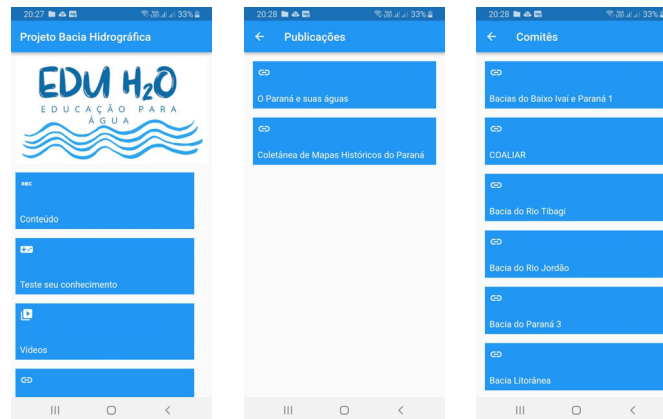 20:27 33%
Projeto Bacia Hidrográfica
EDU H₂O
EDUCAÇÃO PARA
ÁGUA
ABC
Conteúdo
Teste seu conhecimento
Vídeos
20:28 33%
Publicações
O Paraná e suas águas
Coletânea de Mapas Históricos do Paraná
20:28 33%
Comitês
Bacias do Baixo Ivaí e Paraná 1
COALIAR
Bacia do Rio Tibagi
Bacia do Rio Jordão
Bacia do Paraná 3
Bacia Litorânea